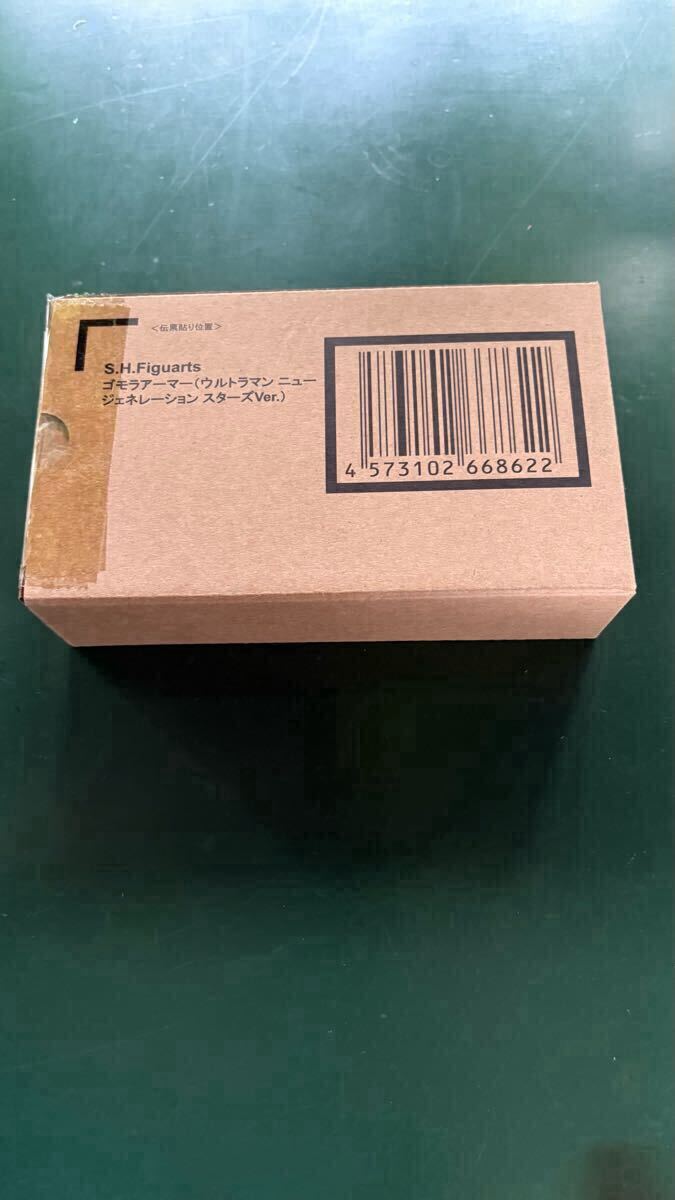 <伝票貼り位置>
S.H.Figuarts
ゴモラアーマー(ウルトラマン ニュー
ジェネレーション スターズVer.)
4 573102 668622